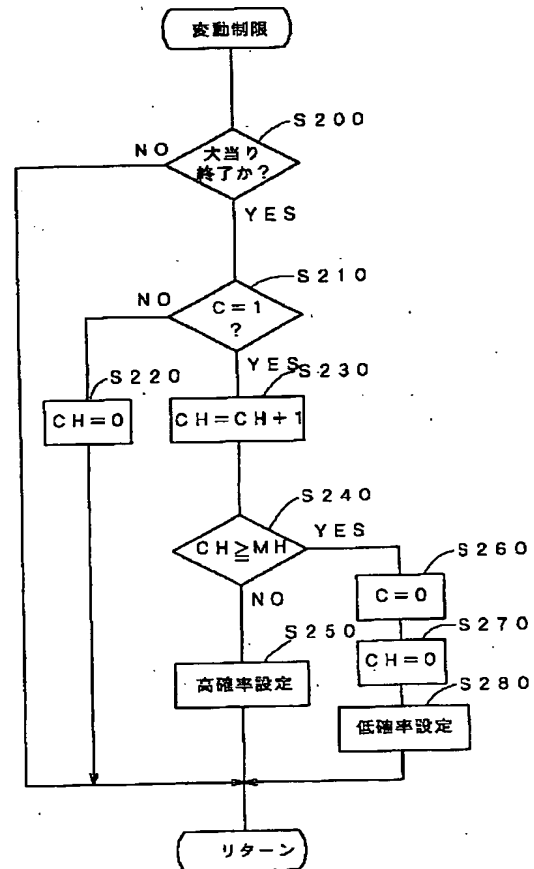 変動制限
S200
NO
大当り
終了か?
YES
S210
NO
C=1
?
YES
S220
S230
CH=0
CH=CH+1
S240
CH≧MH
YES
S260
C=0
NO
S270
S250
CH=0
高確率設定
S280
低確率設定
リターン